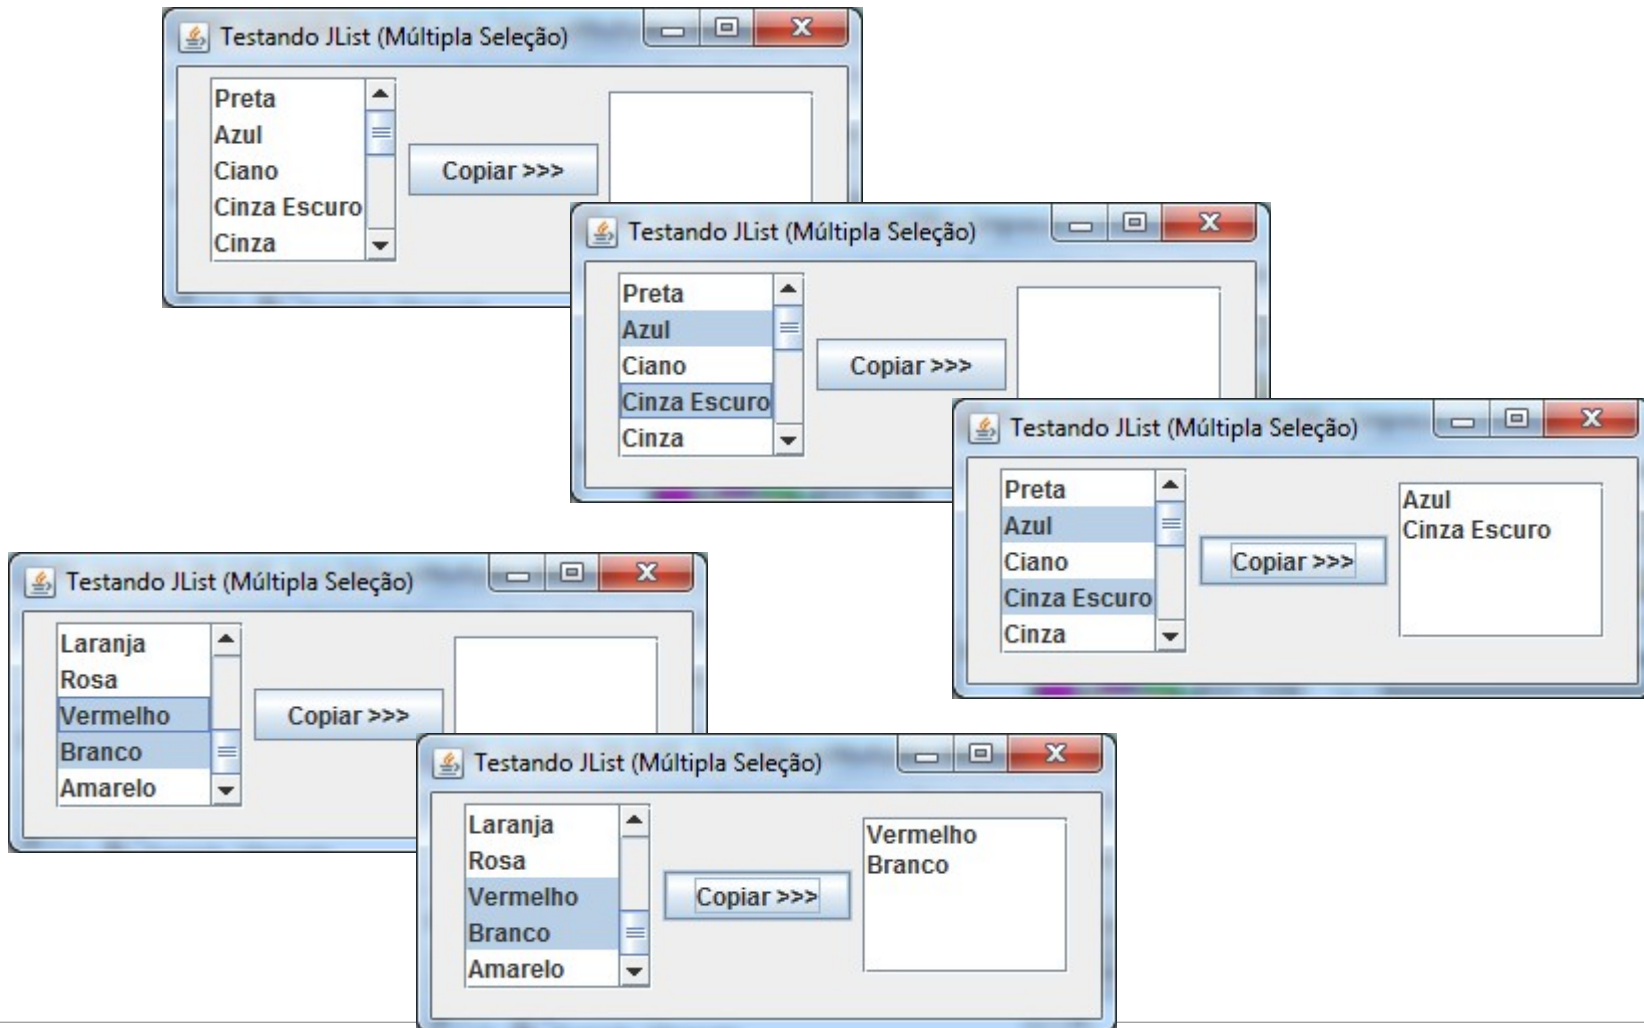 Testando JList (Múltipla Seleção)
Preta
Azul
Ciano
Cinza Escuro
Cinza
Copiar >>>
Testando JList (Múltipla Seleção)
Preta
Azul
Ciano
Cinza Escuro
Cinza
Copiar >>>
Testando JList (Múltipla Seleção)
Preta
Azul
Ciano
Cinza Escuro
Cinza
Copiar >>>
Azul
Cinza Escuro
Testando JList (Múltipla Seleção)
Laranja
Rosa
Vermelho
Branco
Amarelo
Copiar >>>
Testando JList (Múltipla Seleção)
Laranja
Rosa
Vermelho
Branco
Amarelo
Copiar >>>
Vermelho
Branco